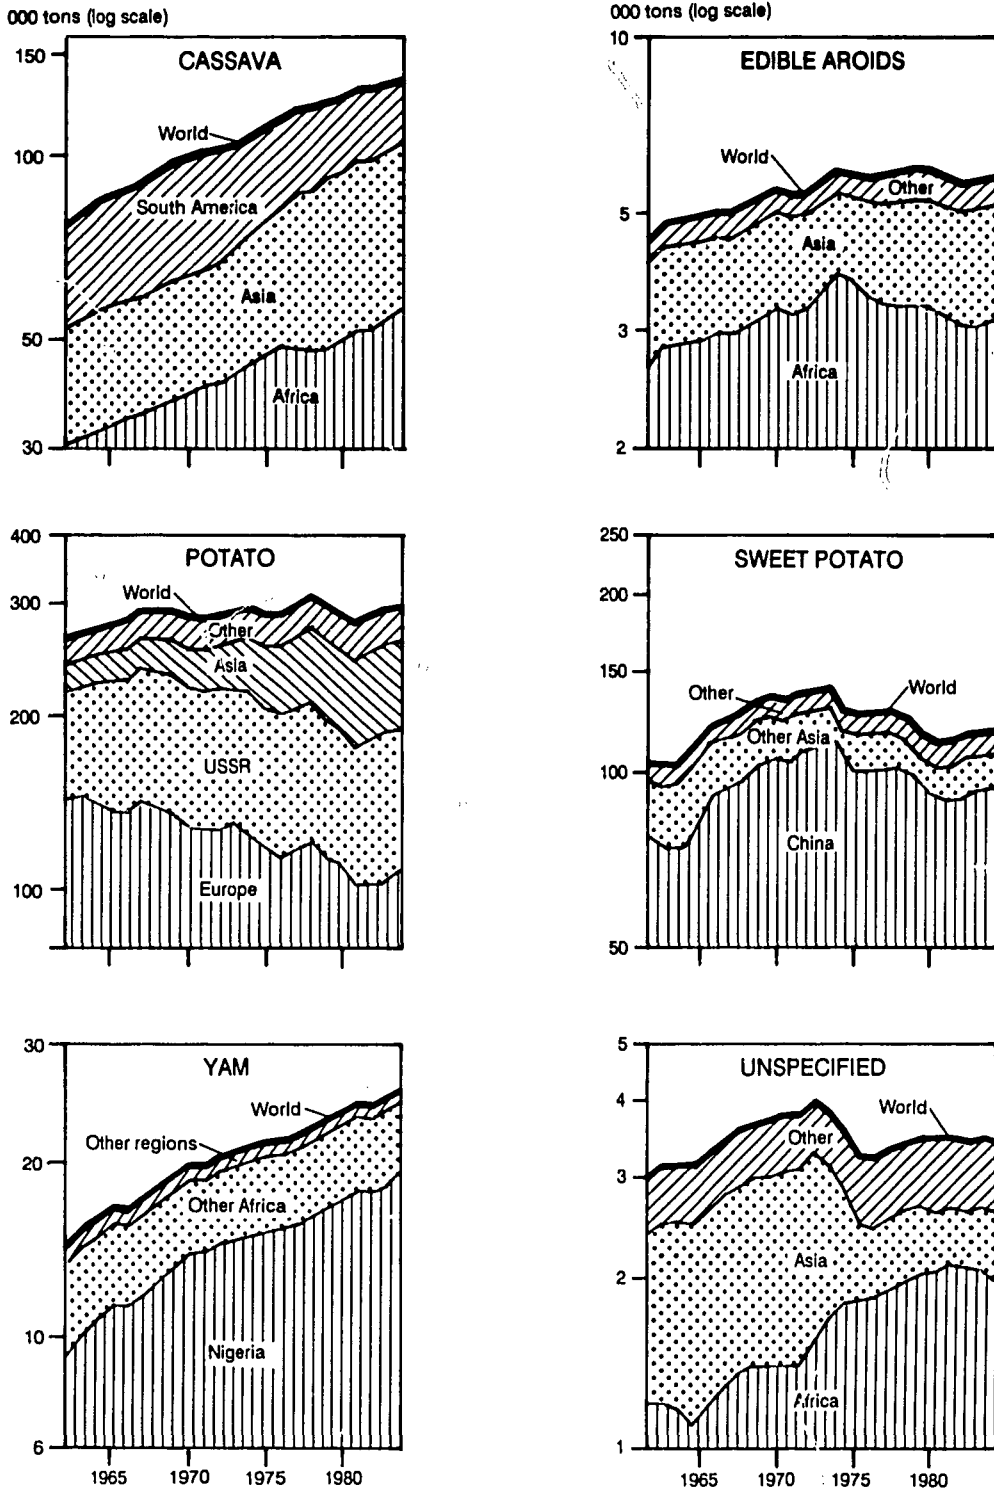 000 tons (log scale)
CASSAVA
150
100
50
30
World
South America
Asia
Africa
000 tons (log scale)
EDIBLE AROIDS
10
5
3
2
World
Other
Asia
Africa
POTATO
400
300
200
100
World
Other
Asia
USSR
Europe
SWEET POTATO
250
200
150
100
50
Other
World
Other Asia
China
YAM
30
20
10
6
World
Other regions
Other Africa
Nigeria
1965 1970 1975 1980
UNSPECIFIED
5
4
3
2
1
World
Other
Asia
Africa
1965 1970 1975 1980